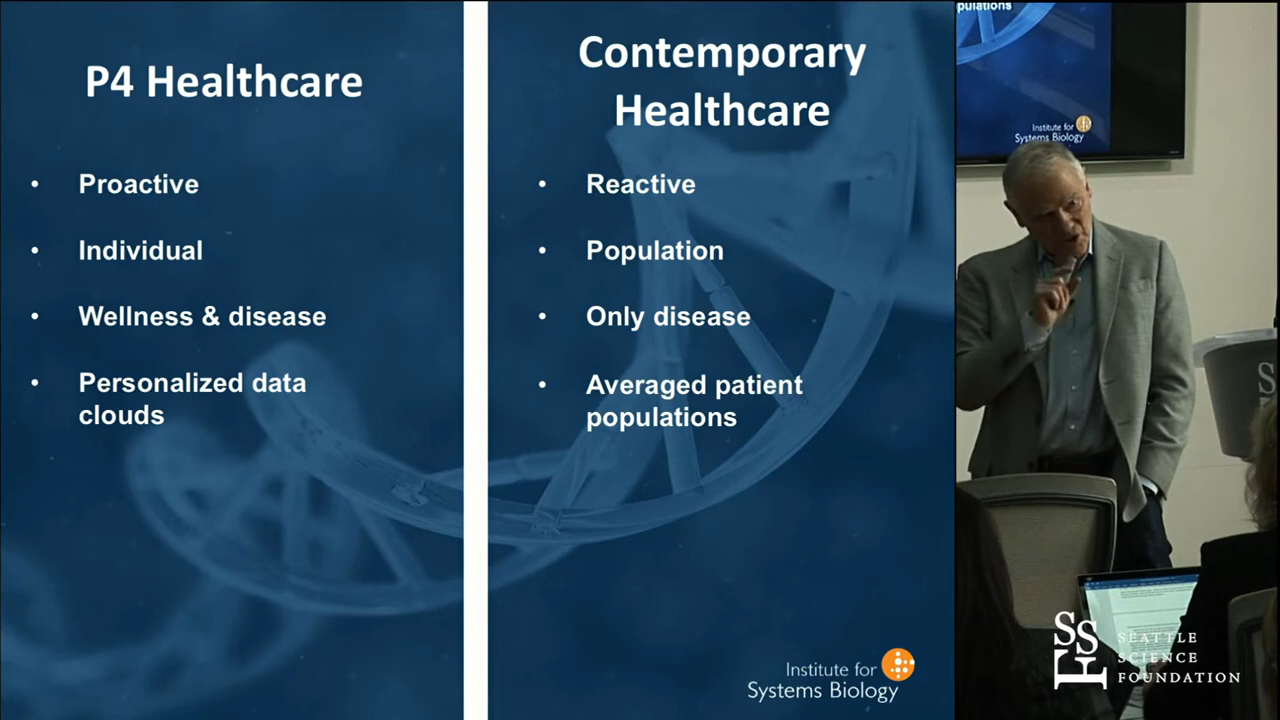 P4 Healthcare
• Proactive
• Individual
• Wellness & disease
• Personalized data
clouds
Contemporary
Healthcare
• Reactive
• Population
• Only disease
• Averaged patient
populations
Institute for
Systems Biology
pulations
Institute for
Systems Biology
S
SSF
SEATTLE
SCIENCE
FOUNDATION